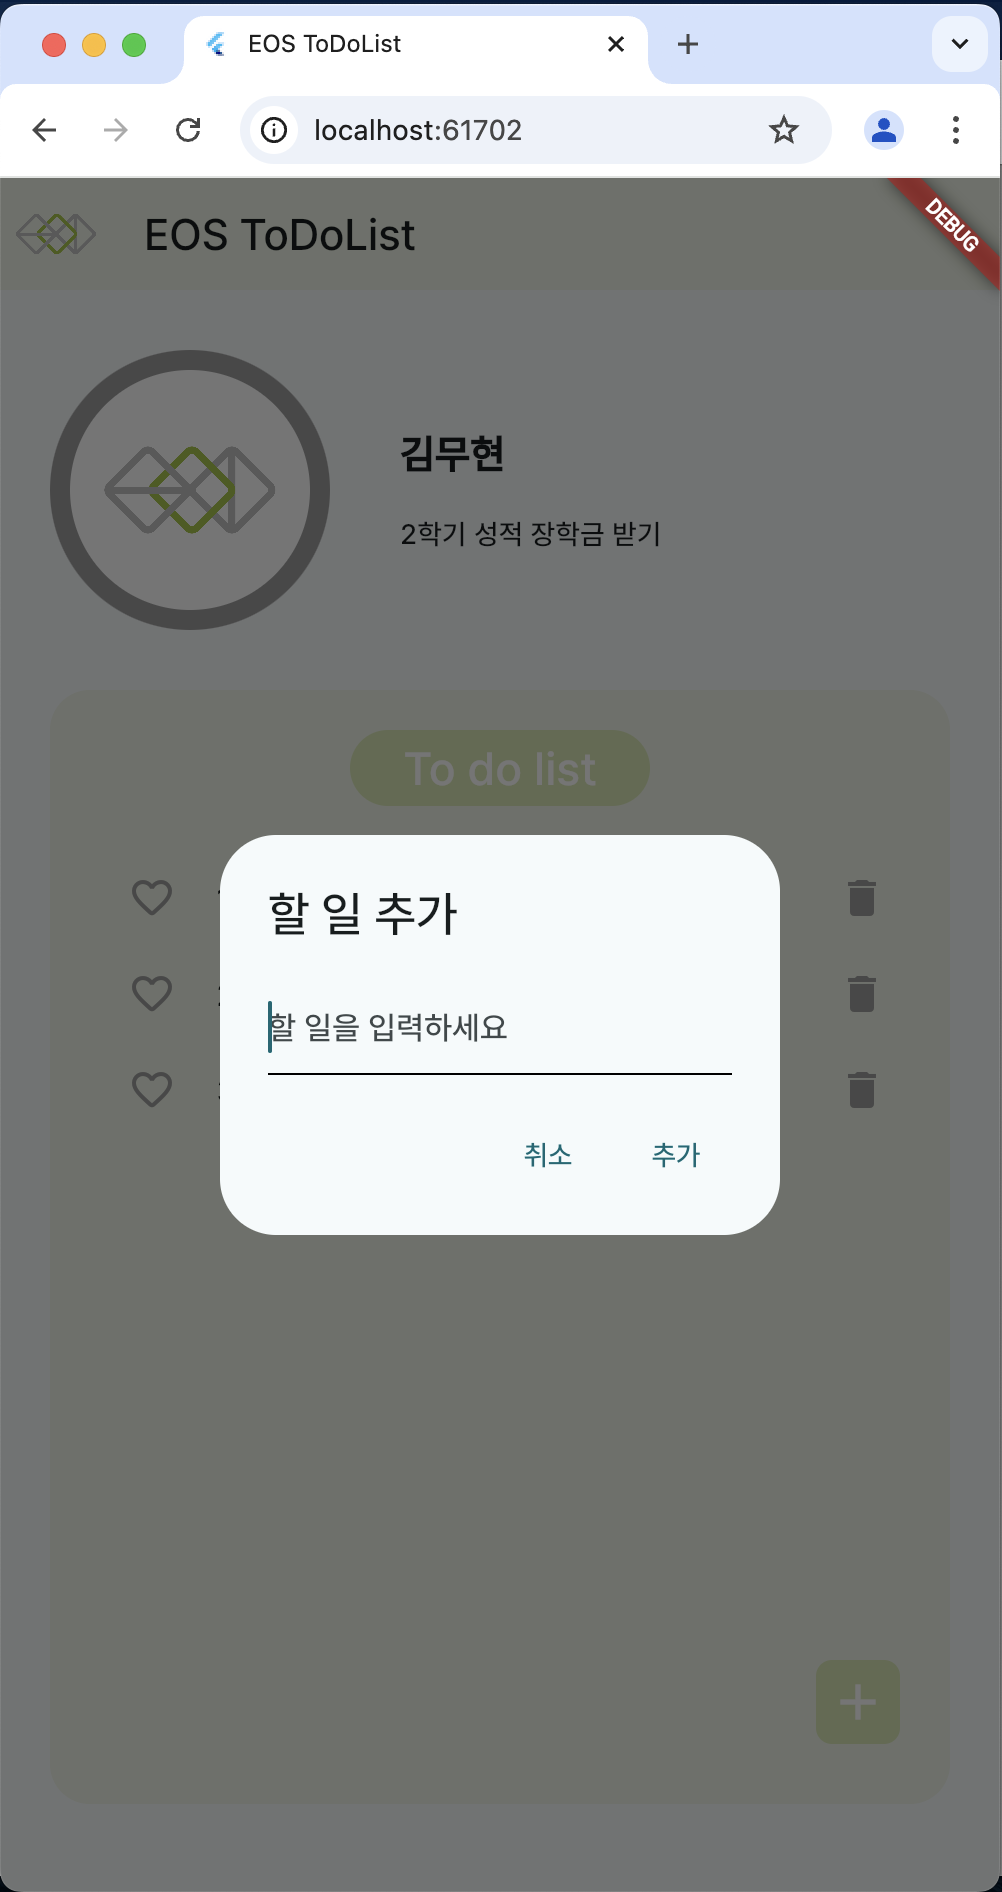 EOS ToDoList
localhost:61702
EOS ToDoList
DEBUG
김무현
2학기 성적 장학금 받기
To do list
할 일 추가
할 일을 입력하세요
취소 추가